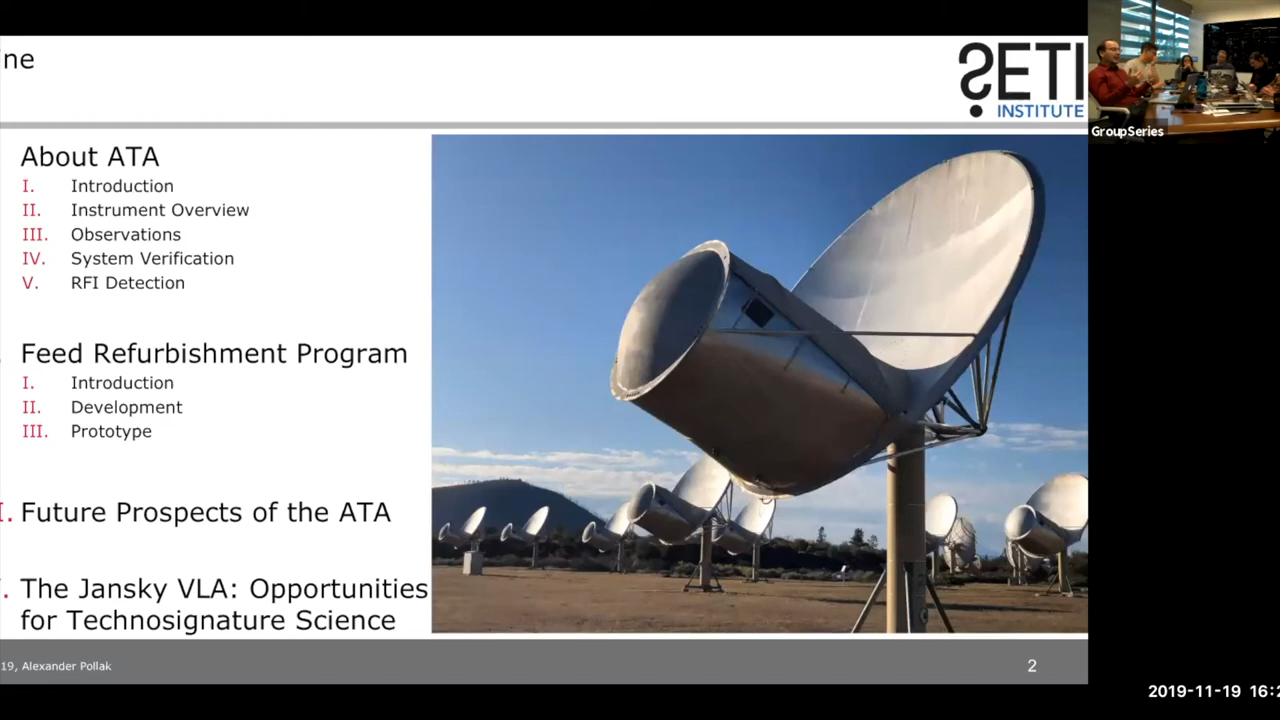 ne
SETI
INSTITUTE
GroupSeries
About ATA
I. Introduction
II. Instrument Overview
III. Observations
IV. System Verification
V. RFI Detection
Feed Refurbishment Program
I. Introduction
II. Development
III. Prototype
I. Future Prospects of the ATA
. The Jansky VLA: Opportunities
for Technosignature Science
19, Alexander Pollak
2
2019-11-19 16:2